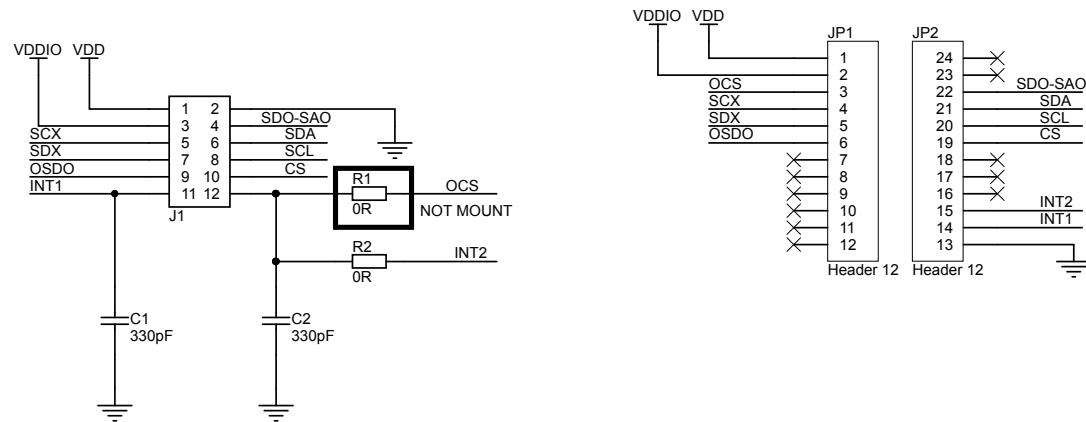 VDDIO VDD
1 2
3 4 SDO-SAO
SCX 5 6 SDA
SDX 7 8 SCL
OSDO 9 10 CS
INT1 11 12
J1
R1
0R
OCS
NOT MOUNT
R2
0R
INT2
C1
330pF
C2
330pF
VDDIO VDD
JP1
1
2
OCS 3
SCX 4
SDX 5
OSDO 6
7
8
9
10
11
12
Header 12
JP2
24
23
22 SDO-SAO
21 SDA
20 SCL
19 CS
18
17
16
15 INT2
14 INT1
13
Header 12